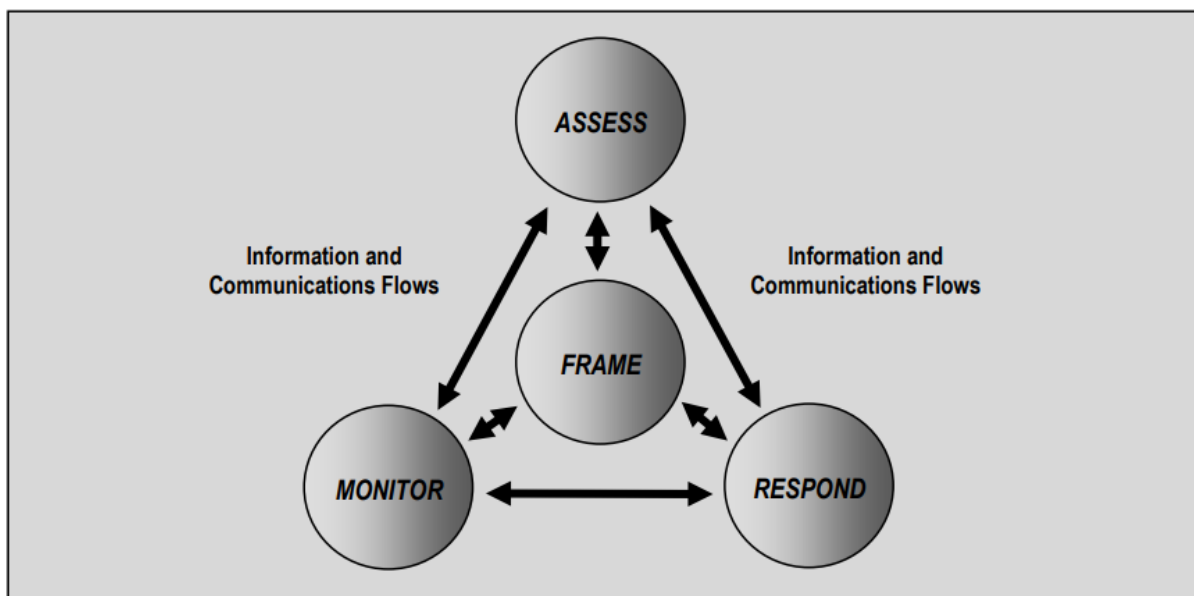 ASSESS
Information and
Communications Flows
Information and
Communications Flows
FRAME
MONITOR
RESPOND